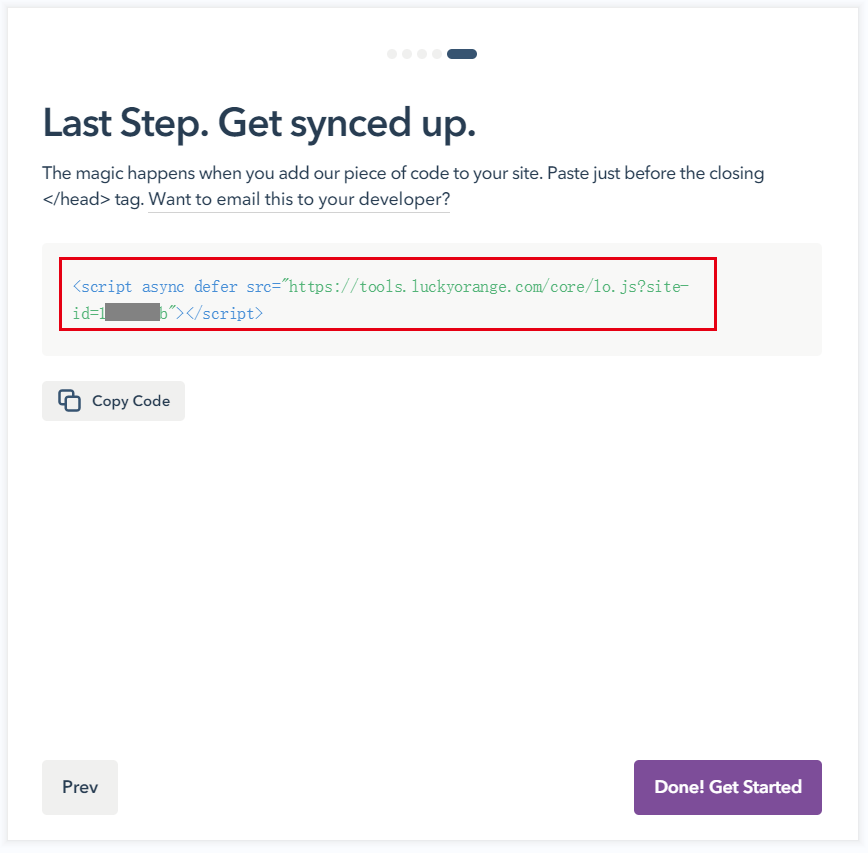 Last Step. Get synced up.
The magic happens when you add our piece of code to your site. Paste just before the closing
</head> tag. Want to email this to your developer?
<script async defer src="https://tools.luckyorange.com/core/lo.js?site-
id=1b"></script>
Copy Code
Prev
Done! Get Started